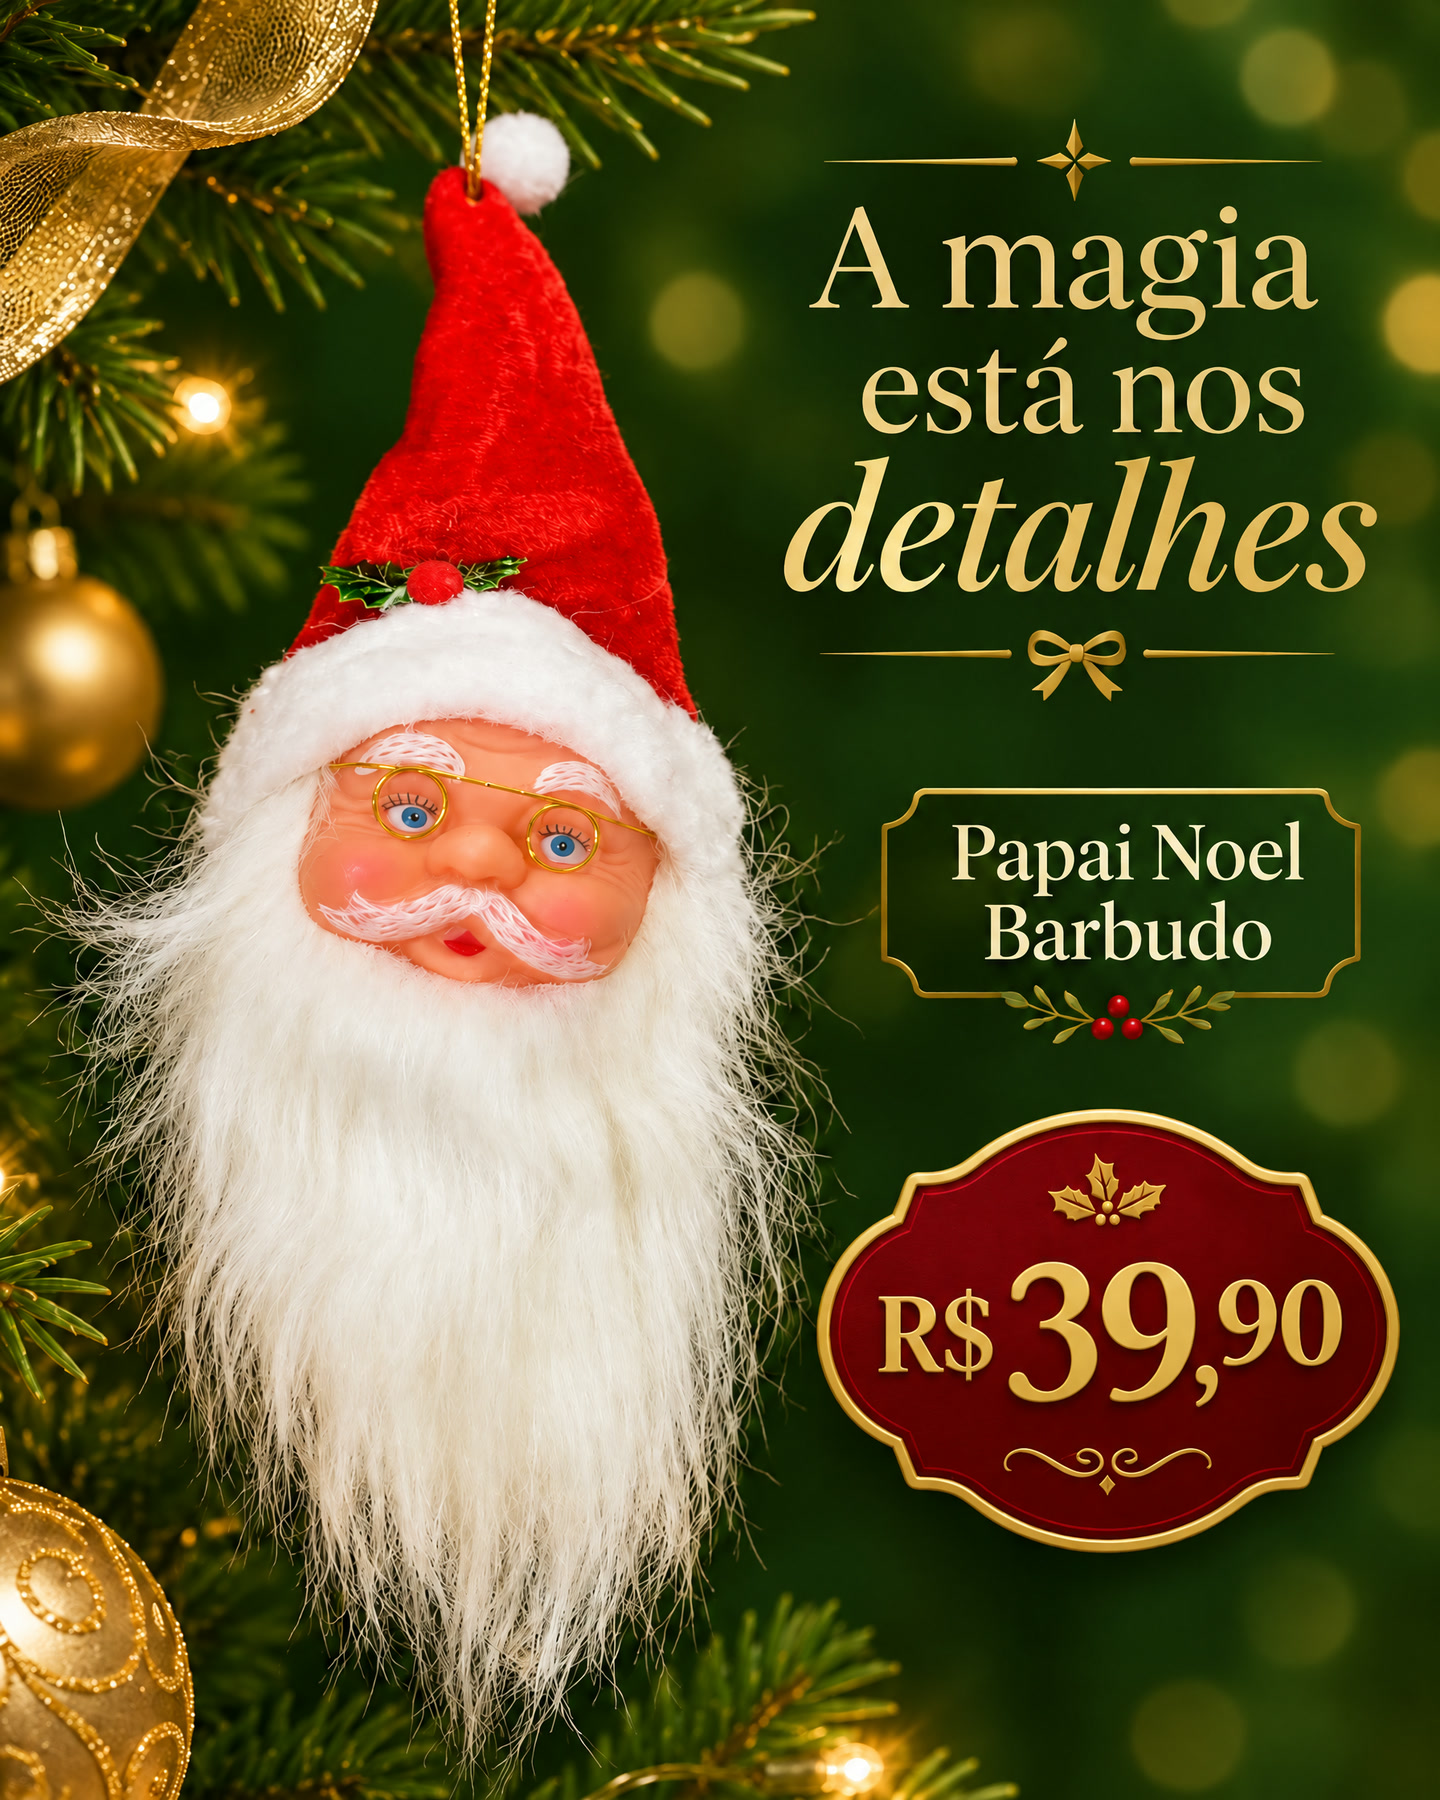 A magia
está nos
detalhes
Papai Noel
Barbudo
R$ 39,90